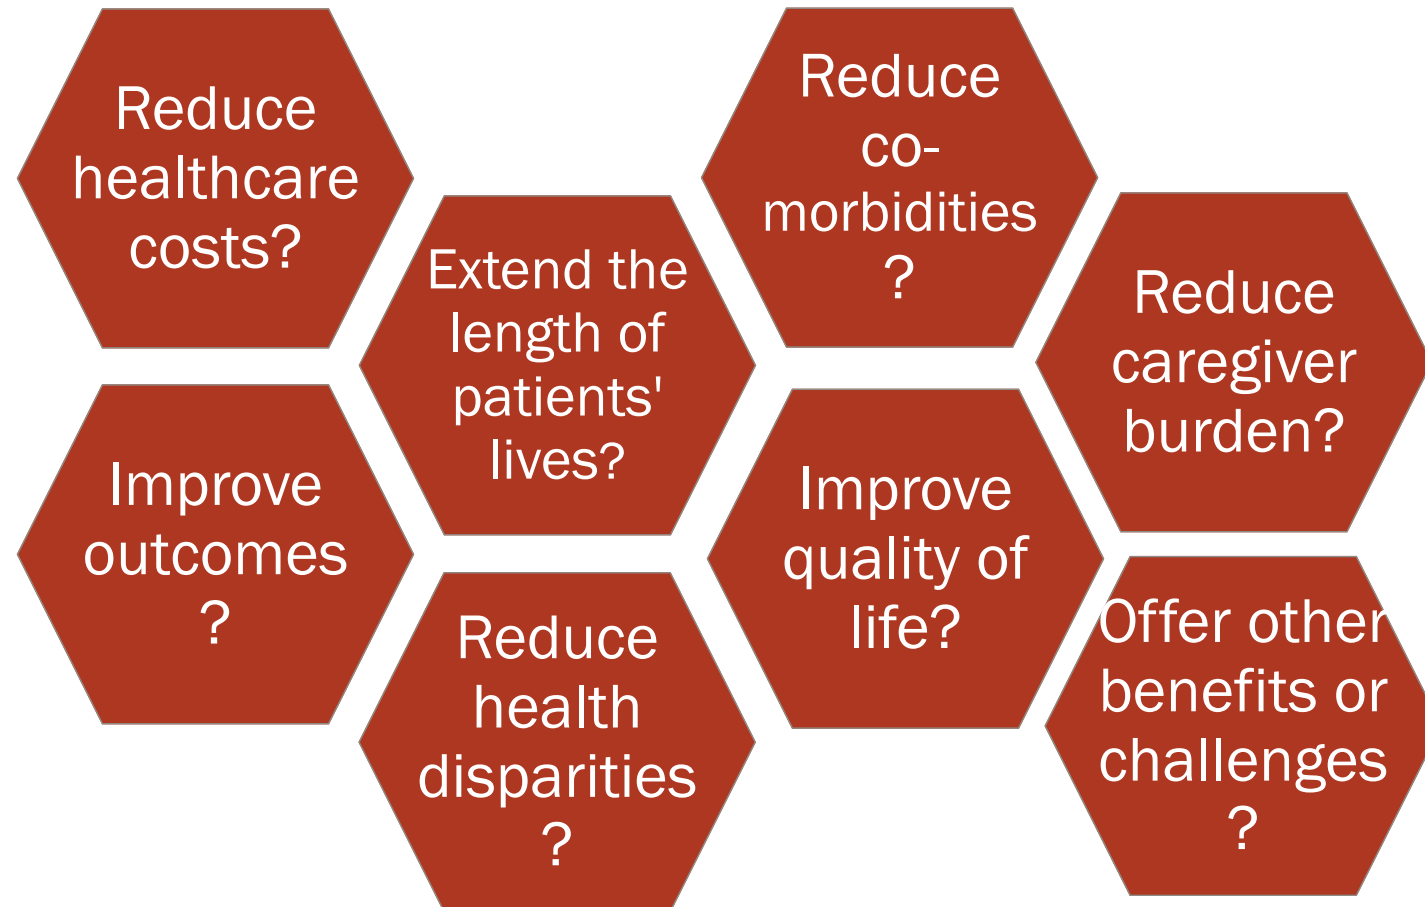 Reduce
healthcare
costs?
Extend the
length of
patients'
lives?
Reduce
co-
morbidities
?
Reduce
caregiver
burden?
Improve
outcomes
?
Reduce
health
disparities
?
Improve
quality of
life?
Offer other
benefits or
challenges
?